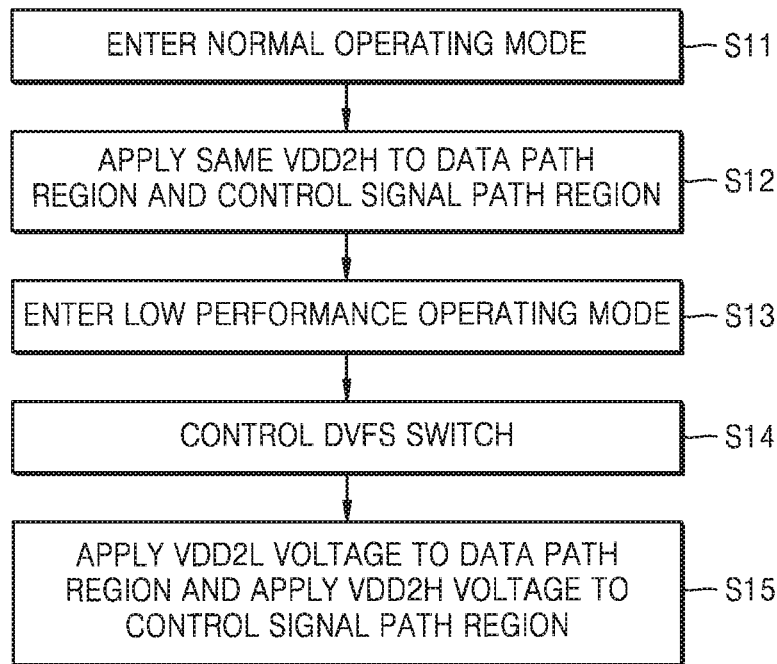 ENTER NORMAL OPERATING MODE
S11
APPLY SAME VDD2H TO DATA PATH
REGION AND CONTROL SIGNAL PATH REGION
S12
ENTER LOW PERFORMANCE OPERATING MODE
S13
CONTROL DVFS SWITCH
S14
APPLY VDD2L VOLTAGE TO DATA PATH
REGION AND APPLY VDD2H VOLTAGE TO
CONTROL SIGNAL PATH REGION
S15